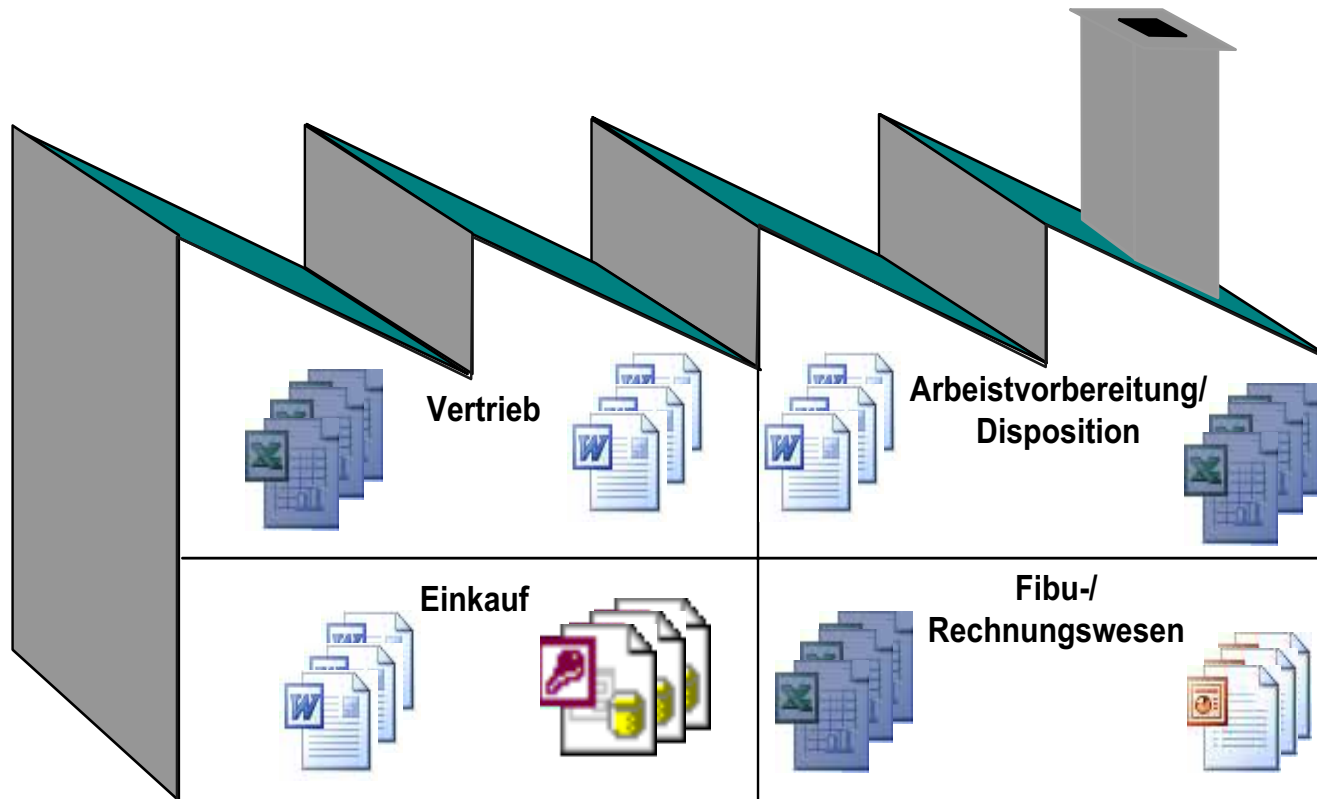 Vertrieb
Arbeistvorbereitung/
Disposition
Einkauf
Fibu-/
Rechnungswesen